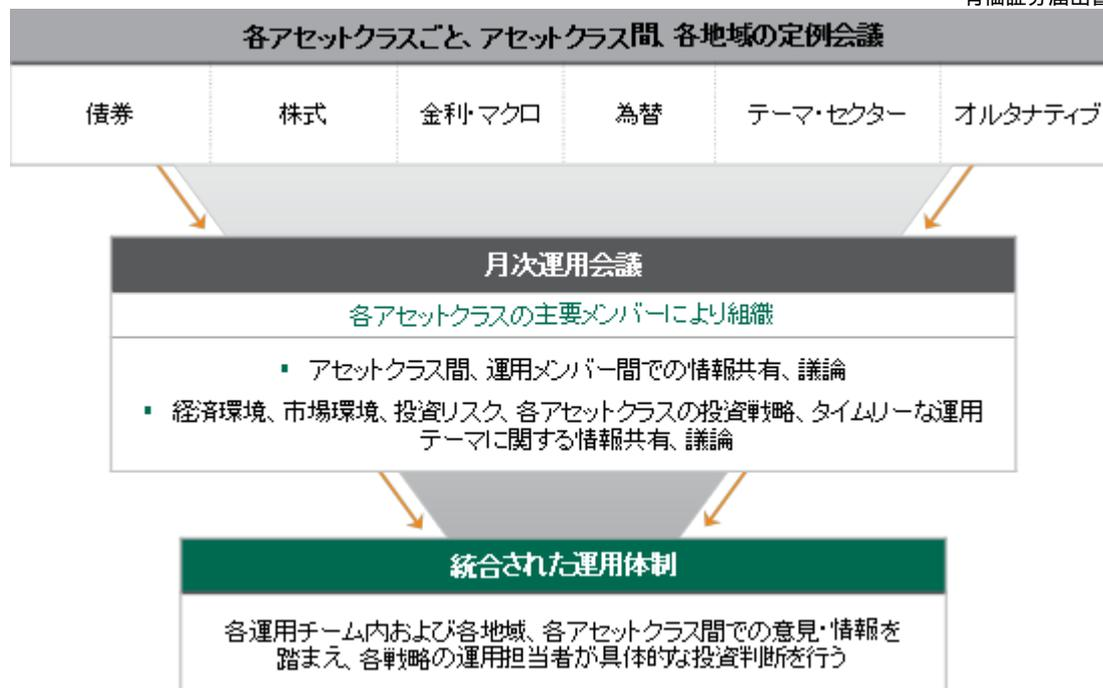 各アセットクラスごと、アセットクラス間、各地域の定例会議
債券 株式 金利・マクロ 為替 テーマ・セクター オルタナティブ
月次運用会議
各アセットクラスの主要メンバーにより組織
▪ アセットクラス間、運用メンバー間での情報共有、議論
▪ 経済環境、市場環境、投資リスク、各アセットクラスの投資戦略、タイムリーな運用
テーマに関する情報共有、議論
統合された運用体制
各運用チーム内および各地域、各アセットクラス間での意見・情報を
踏まえ、各戦略の運用担当者が具体的な投資判断を行う